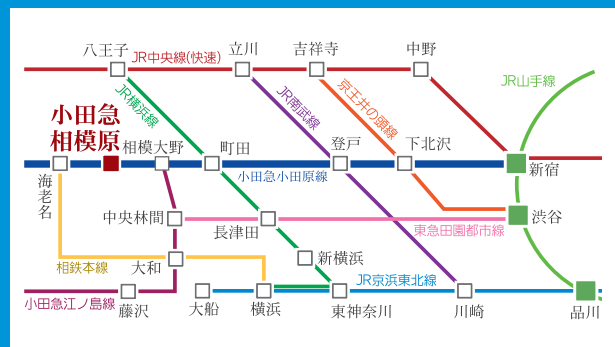 八王子
JR中央線(快速)
立川
吉祥寺
中野
JR山手線
JR横浜線
JR南武線
京王井の頭線
小田急
相模原
相模大野
町田
登戸
下北沢
新宿
小田急小田原線
海老名
中央林間
長津田
東急田園都市線
渋谷
相鉄本線
大和
新横浜
JR京浜東北線
小田急江ノ島線
藤沢
大船
横浜
東神奈川
川崎
品川